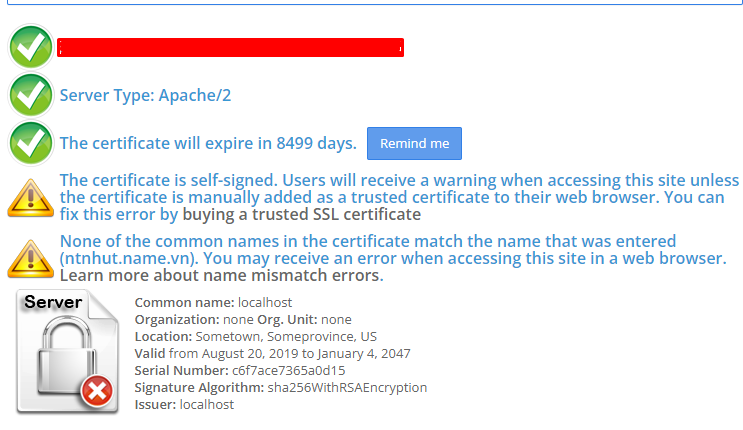 Server Type: Apache/2
The certificate will expire in 8499 days. Remind me
The certificate is self-signed. Users will receive a warning when accessing this site unless
the certificate is manually added as a trusted certificate to their web browser. You can
fix this error by buying a trusted SSL certificate
None of the common names in the certificate match the name that was entered
(ntnhut.name.vn). You may receive an error when accessing this site in a web browser.
Learn more about name mismatch errors.
Server
Common name: localhost
Organization: none Org. Unit: none
Location: Sometown, Someprovince, US
Valid from August 20, 2019 to January 4, 2047
Serial Number: c6f7ace7365a0d15
Signature Algorithm: sha256WithRSAEncryption
Issuer: localhost